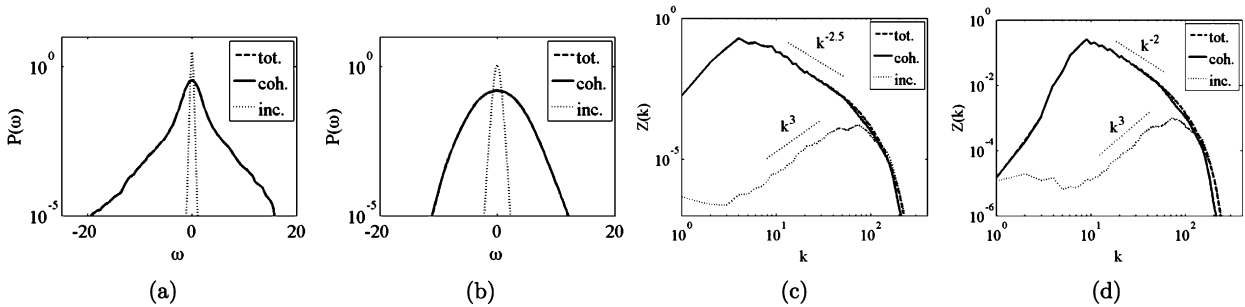 10^0
10^-5
P(ω)
-20
0
20
ω
tot.
coh.
inc.
(a)
10^0
10^-5
P(ω)
-20
0
20
ω
tot.
coh.
inc.
(b)
10^0
10^-5
Z(k)
10^0
10^1
10^2
k
k^-2.5
k^3
tot.
coh.
inc.
(c)
10^0
10^-2
10^-4
10^-6
Z(k)
10^0
10^1
10^2
k
k^-2
k^3
tot.
coh.
inc.
(d)